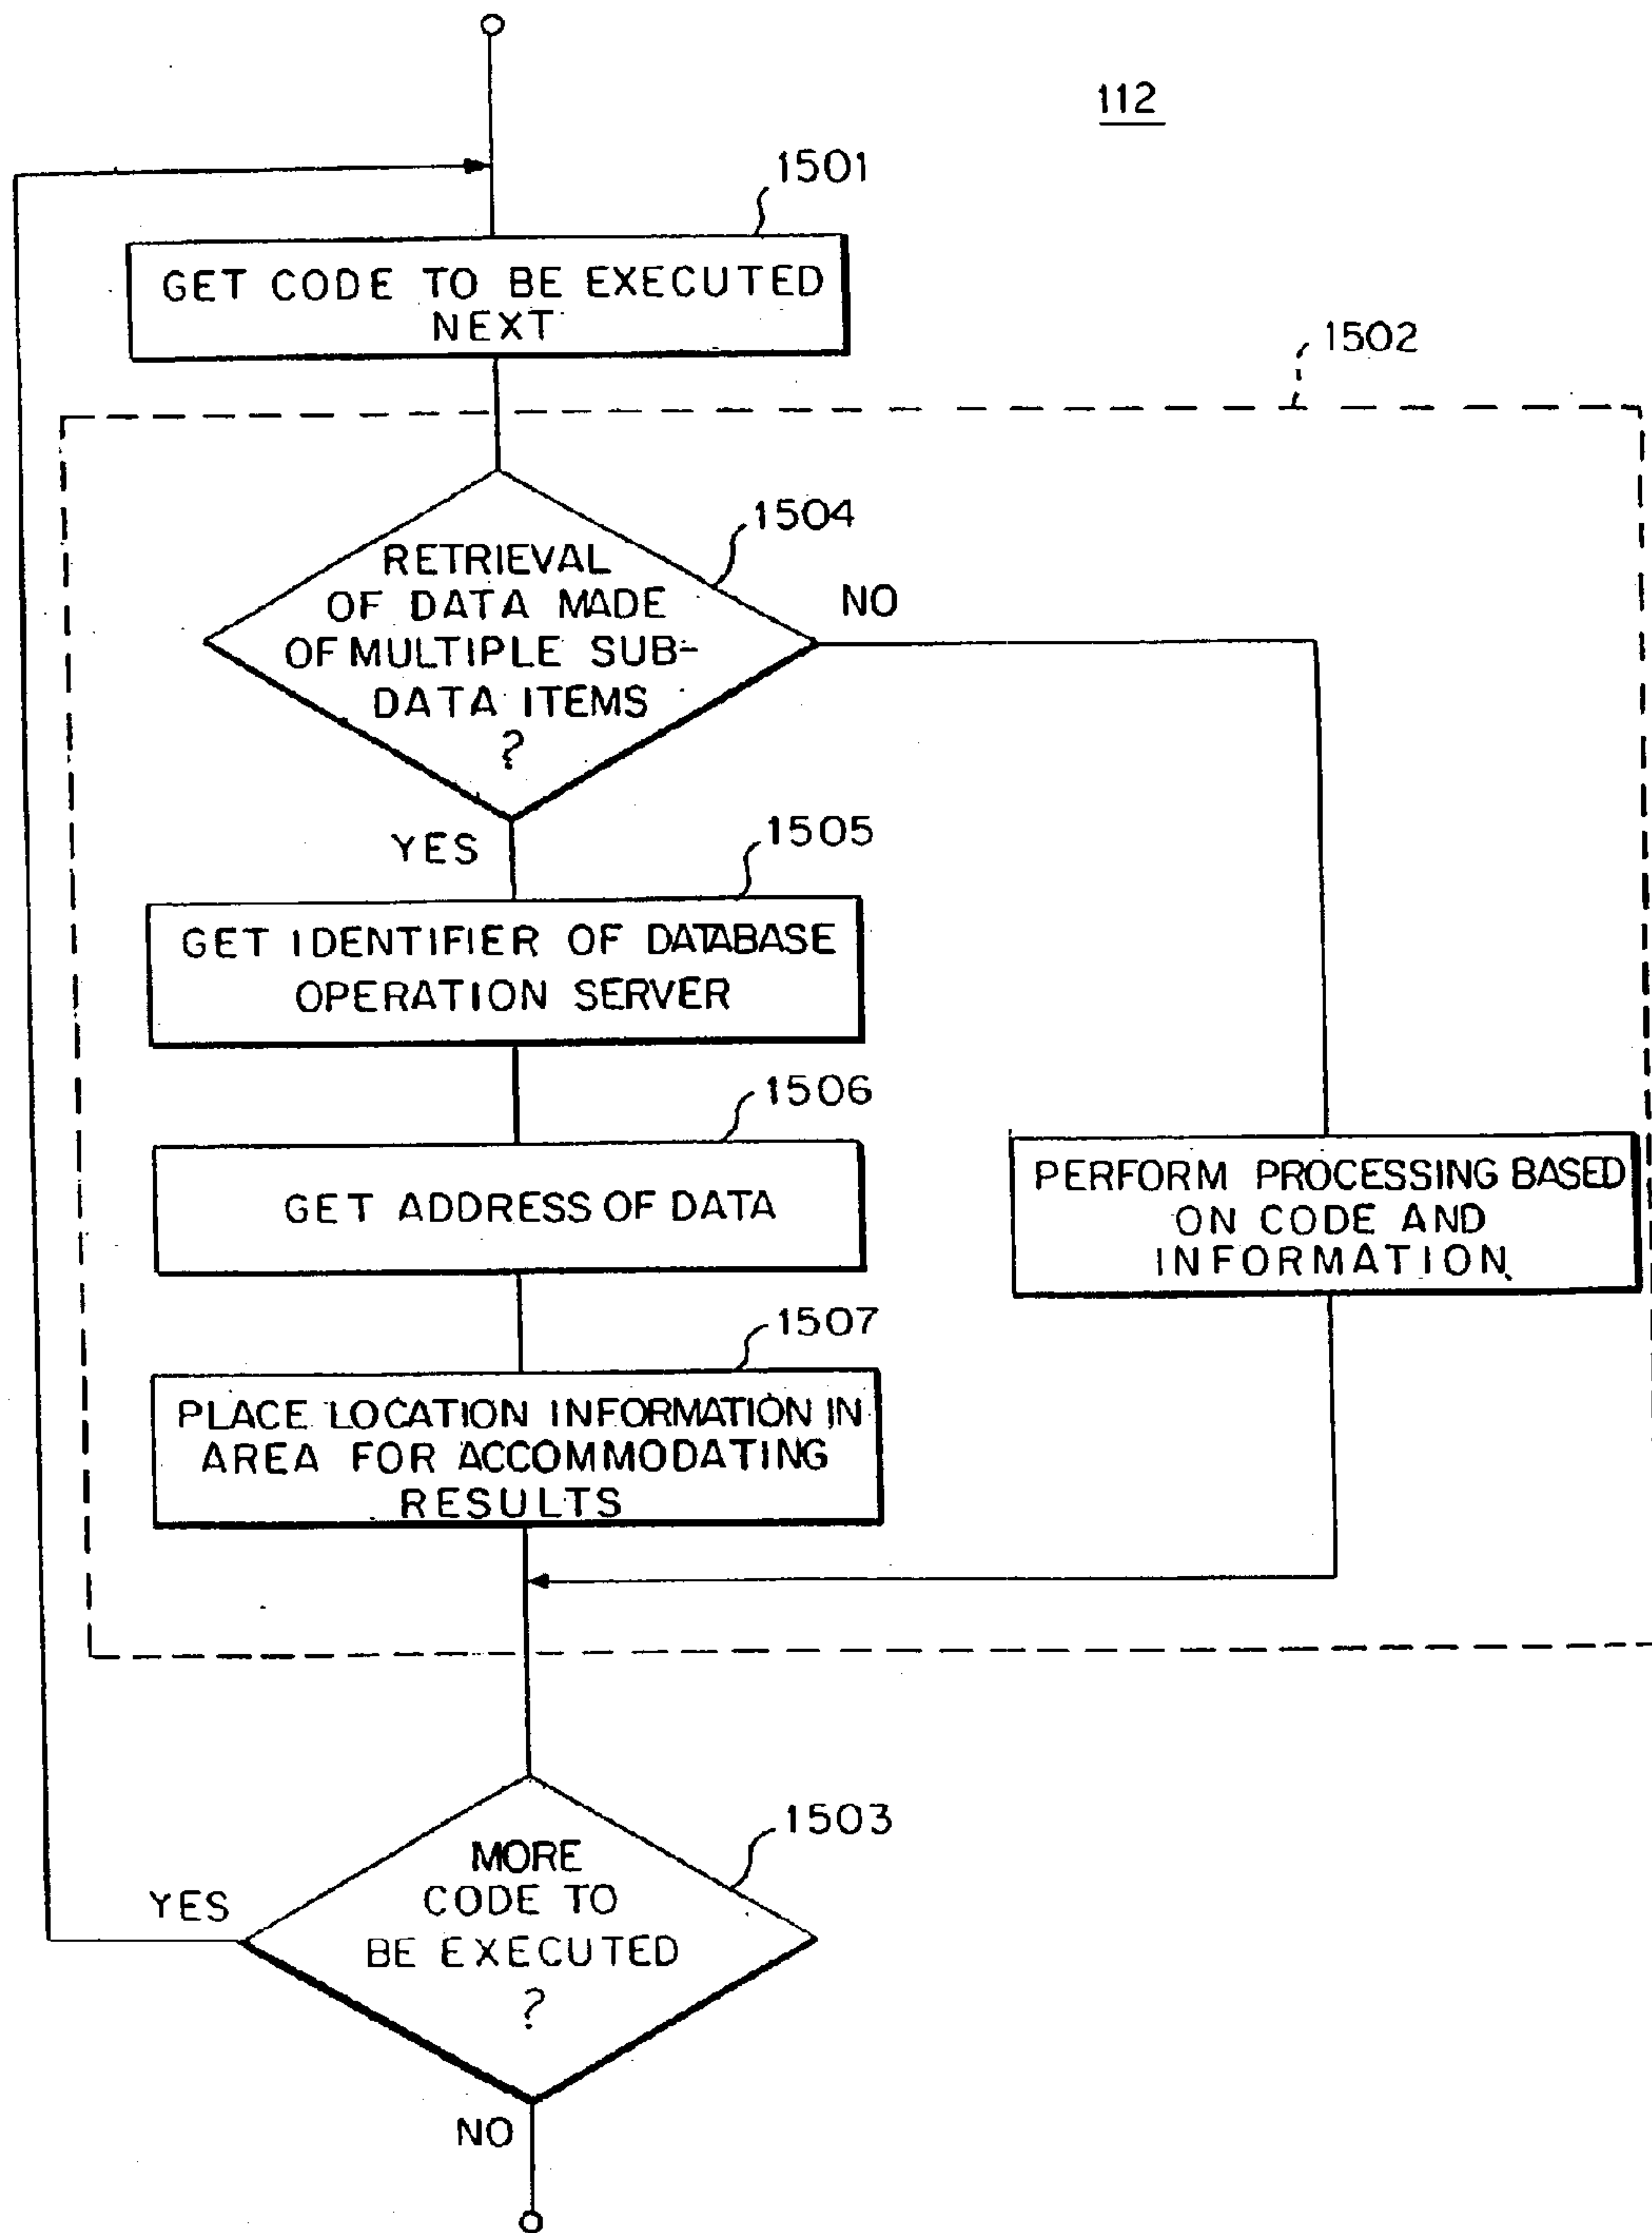 112
1501
GET CODE TO BE EXECUTED
NEXT
1502
1504
RETRIEVAL
OF DATA MADE
OF MULTIPLE SUB-
DATA ITEMS
?
NO
YES
1505
GET IDENTIFIER OF DATABASE
OPERATION SERVER
1506
GET ADDRESS OF DATA
PERFORM PROCESSING BASED
ON CODE AND
INFORMATION
1507
PLACE LOCATION INFORMATION IN
AREA FOR ACCOMMODATING
RESULTS
1503
MORE
CODE TO
BE EXECUTED
?
YES
NO